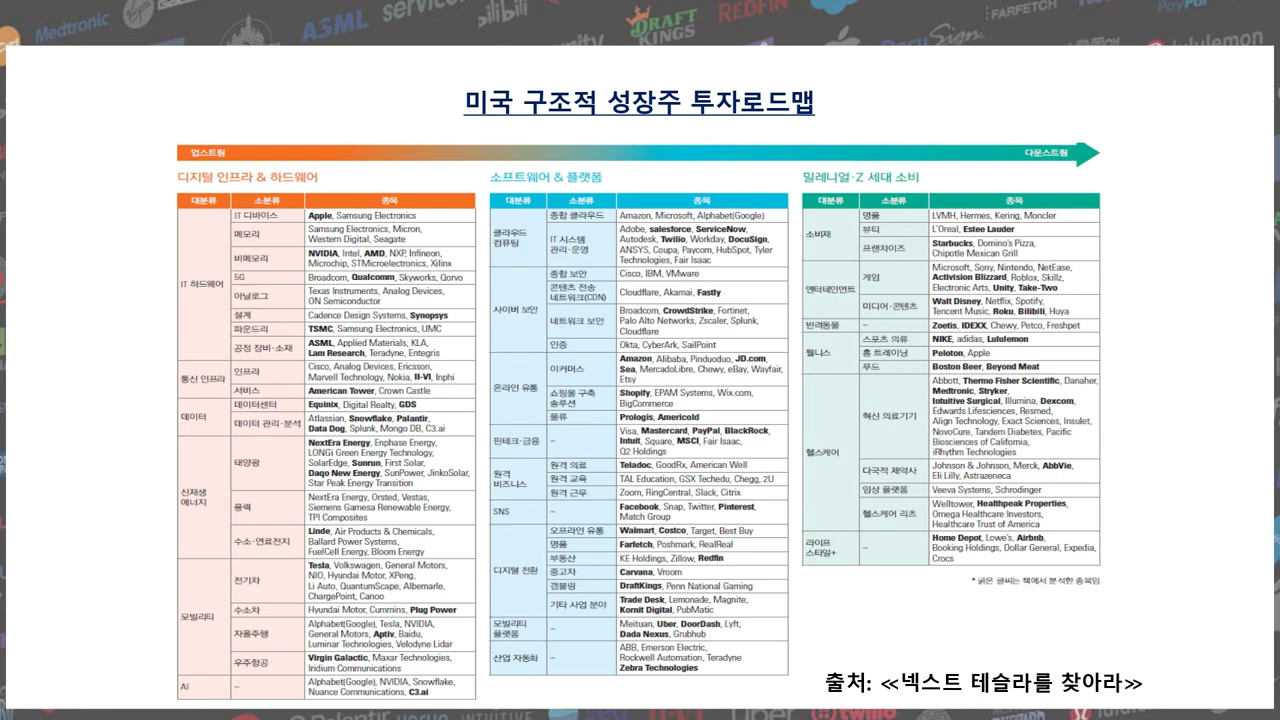 Medtronic
ASML
bilibili
DRAFT
KINGS
REDFIN
FARFETCH
PayPal
lululemon
미국 구조적 성장주 투자로드맵
업스트림
다운스트림
디지털 인프라 & 하드웨어
대분류 소분류 종목
IT 하드웨어
IT 디바이스 Apple, Samsung Electronics
메모리 Samsung Electronics, Micron,
Western Digital, Seagate
비메모리 NVIDIA, Intel, AMD, NXP, Infineon,
Microchip, STMicroelectronics, Xilinx
5G Broadcom, Qualcomm, Skyworks, Qorvo
아날로그 Texas Instruments, Analog Devices,
ON Semiconductor
설계 Cadence Design Systems, Synopsys
파운드리 TSMC, Samsung Electronics, UMC
공정 장비·소재 ASML, Applied Materials, KLA,
Lam Research, Teradyne, Entegris
통신 인프라
인프라 Cisco, Analog Devices, Ericsson,
Marvell Technology, Nokia, II-VI, Inphi
서비스 American Tower, Crown Castle
데이터
데이터센터 Equinix, Digital Realty, GDS
데이터 관리·분석 Atlassian, Snowflake, Palantir,
Data Dog, Splunk, Mongo DB, C3.ai
신재생
에너지
태양광 NextEra Energy, Enphase Energy,
LONGi Green Energy Technology,
SolarEdge, Sunrun, First Solar,
Daqo New Energy, SunPower, JinkoSolar,
Star Peak Energy Transition
풍력 NextEra Energy, Orsted, Vestas,
Siemens Gamesa Renewable Energy,
TPI Composites
수소·연료전지 Linde, Air Products & Chemicals,
Ballard Power Systems,
FuelCell Energy, Bloom Energy
모빌리티
전기차 Tesla, Volkswagen, General Motors,
NIO, Hyundai Motor, XPeng,
Li Auto, QuantumScape, Albemarle,
ChargePoint, Canoo
수소차 Hyundai Motor, Cummins, Plug Power
자율주행 Alphabet(Google), Tesla, NVIDIA,
General Motors, Aptiv, Baidu,
Luminar Technologies, Velodyne Lidar
우주항공 Virgin Galactic, Maxar Technologies,
Iridium Communications
AI – Alphabet(Google), NVIDIA, Snowflake,
Nuance Communications, C3.ai
소프트웨어 & 플랫폼
대분류 소분류 종목
클라우드
컴퓨팅
종합 클라우드 Amazon, Microsoft, Alphabet(Google)
IT 시스템
관리·운영
Adobe, salesforce, ServiceNow,
Autodesk, Twilio, Workday, DocuSign,
ANSYS, Coupa, Paycom, HubSpot, Tyler
Technologies, Fair Isaac
사이버 보안
종합 보안 Cisco, IBM, VMware
콘텐츠 전송
네트워크(CDN)
Cloudflare, Akamai, Fastly
네트워크 보안 Broadcom, CrowdStrike, Fortinet,
Palo Alto Networks, Zscaler, Splunk,
Cloudflare
인증 Okta, CyberArk, SailPoint
온라인 유통
이커머스 Amazon, Alibaba, Pinduoduo, JD.com,
Sea, MercadoLibre, Chewy, eBay, Wayfair,
Etsy
쇼핑몰 구축
솔루션
Shopify, EPAM Systems, Wix.com,
BigCommerce
물류 Prologis, Americold
핀테크·금융 – Visa, Mastercard, PayPal, BlackRock,
Intuit, Square, MSCI, Fair Isaac,
Q2 Holdings
원격
비즈니스
원격 의료 Teladoc, GoodRx, American Well
원격 교육 TAL Education, GSX Techedu, Chegg, 2U
원격 근무 Zoom, RingCentral, Slack, Citrix
SNS – Facebook, Snap, Twitter, Pinterest,
Match Group
디지털 전환
오프라인 유통 Walmart, Costco, Target, Best Buy
명품 Farfetch, Poshmark, RealReal
부동산 KE Holdings, Zillow, Redfin
중고차 Carvana, Vroom
갬블링 DraftKings, Penn National Gaming
기타 사업 분야 Trade Desk, Lemonade, Magnite,
Kornit Digital, PubMatic
모빌리티
플랫폼
– Meituan, Uber, DoorDash, Lyft,
Dada Nexus, Grubhub
산업 자동화 – ABB, Emerson Electric,
Rockwell Automation, Teradyne
Zebra Technologies
밀레니얼·Z 세대 소비
대분류 소분류 종목
소비재
명품 LVMH, Hermes, Kering, Moncler
뷰티 L'Oreal, Estee Lauder
프랜차이즈 Starbucks, Domino's Pizza,
Chipotle Mexican Grill
엔터테인먼트
게임 Microsoft, Sony, Nintendo, NetEase,
Activision Blizzard, Roblox, Skillz,
Electronic Arts, Unity, Take-Two
미디어·콘텐츠 Walt Disney, Netflix, Spotify,
Tencent Music, Roku, Bilibili, Huya
반려동물 – Zoetis, IDEXX, Chewy, Petco, Freshpet
웰니스
스포츠 의류 NIKE, adidas, Lululemon
홈 트레이닝 Peloton, Apple
푸드 Boston Beer, Beyond Meat
헬스케어
혁신 의료기기 Abbott, Thermo Fisher Scientific, Danaher,
Medtronic, Stryker,
Intuitive Surgical, Illumina, Dexcom,
Edwards Lifesciences, Resmed,
Align Technology, Exact Sciences, Insulet,
NovoCure, Tandem Diabetes, Pacific
Biosciences of California,
iRhythm Technologies
다국적 제약사 Johnson & Johnson, Merck, AbbVie,
Eli Lilly, Astrazeneca
임상 플랫폼 Veeva Systems, Schrodinger
헬스케어 리츠 Welltower, Healthpeak Properties,
Omega Healthcare Investors,
Healthcare Trust of America
라이프
스타일+
– Home Depot, Lowe's, Airbnb,
Booking Holdings, Dollar General, Expedia,
Crocs
* 굵은 글씨는 책에서 분석한 종목임
출처: ≪넥스트 테슬라를 찾아라≫